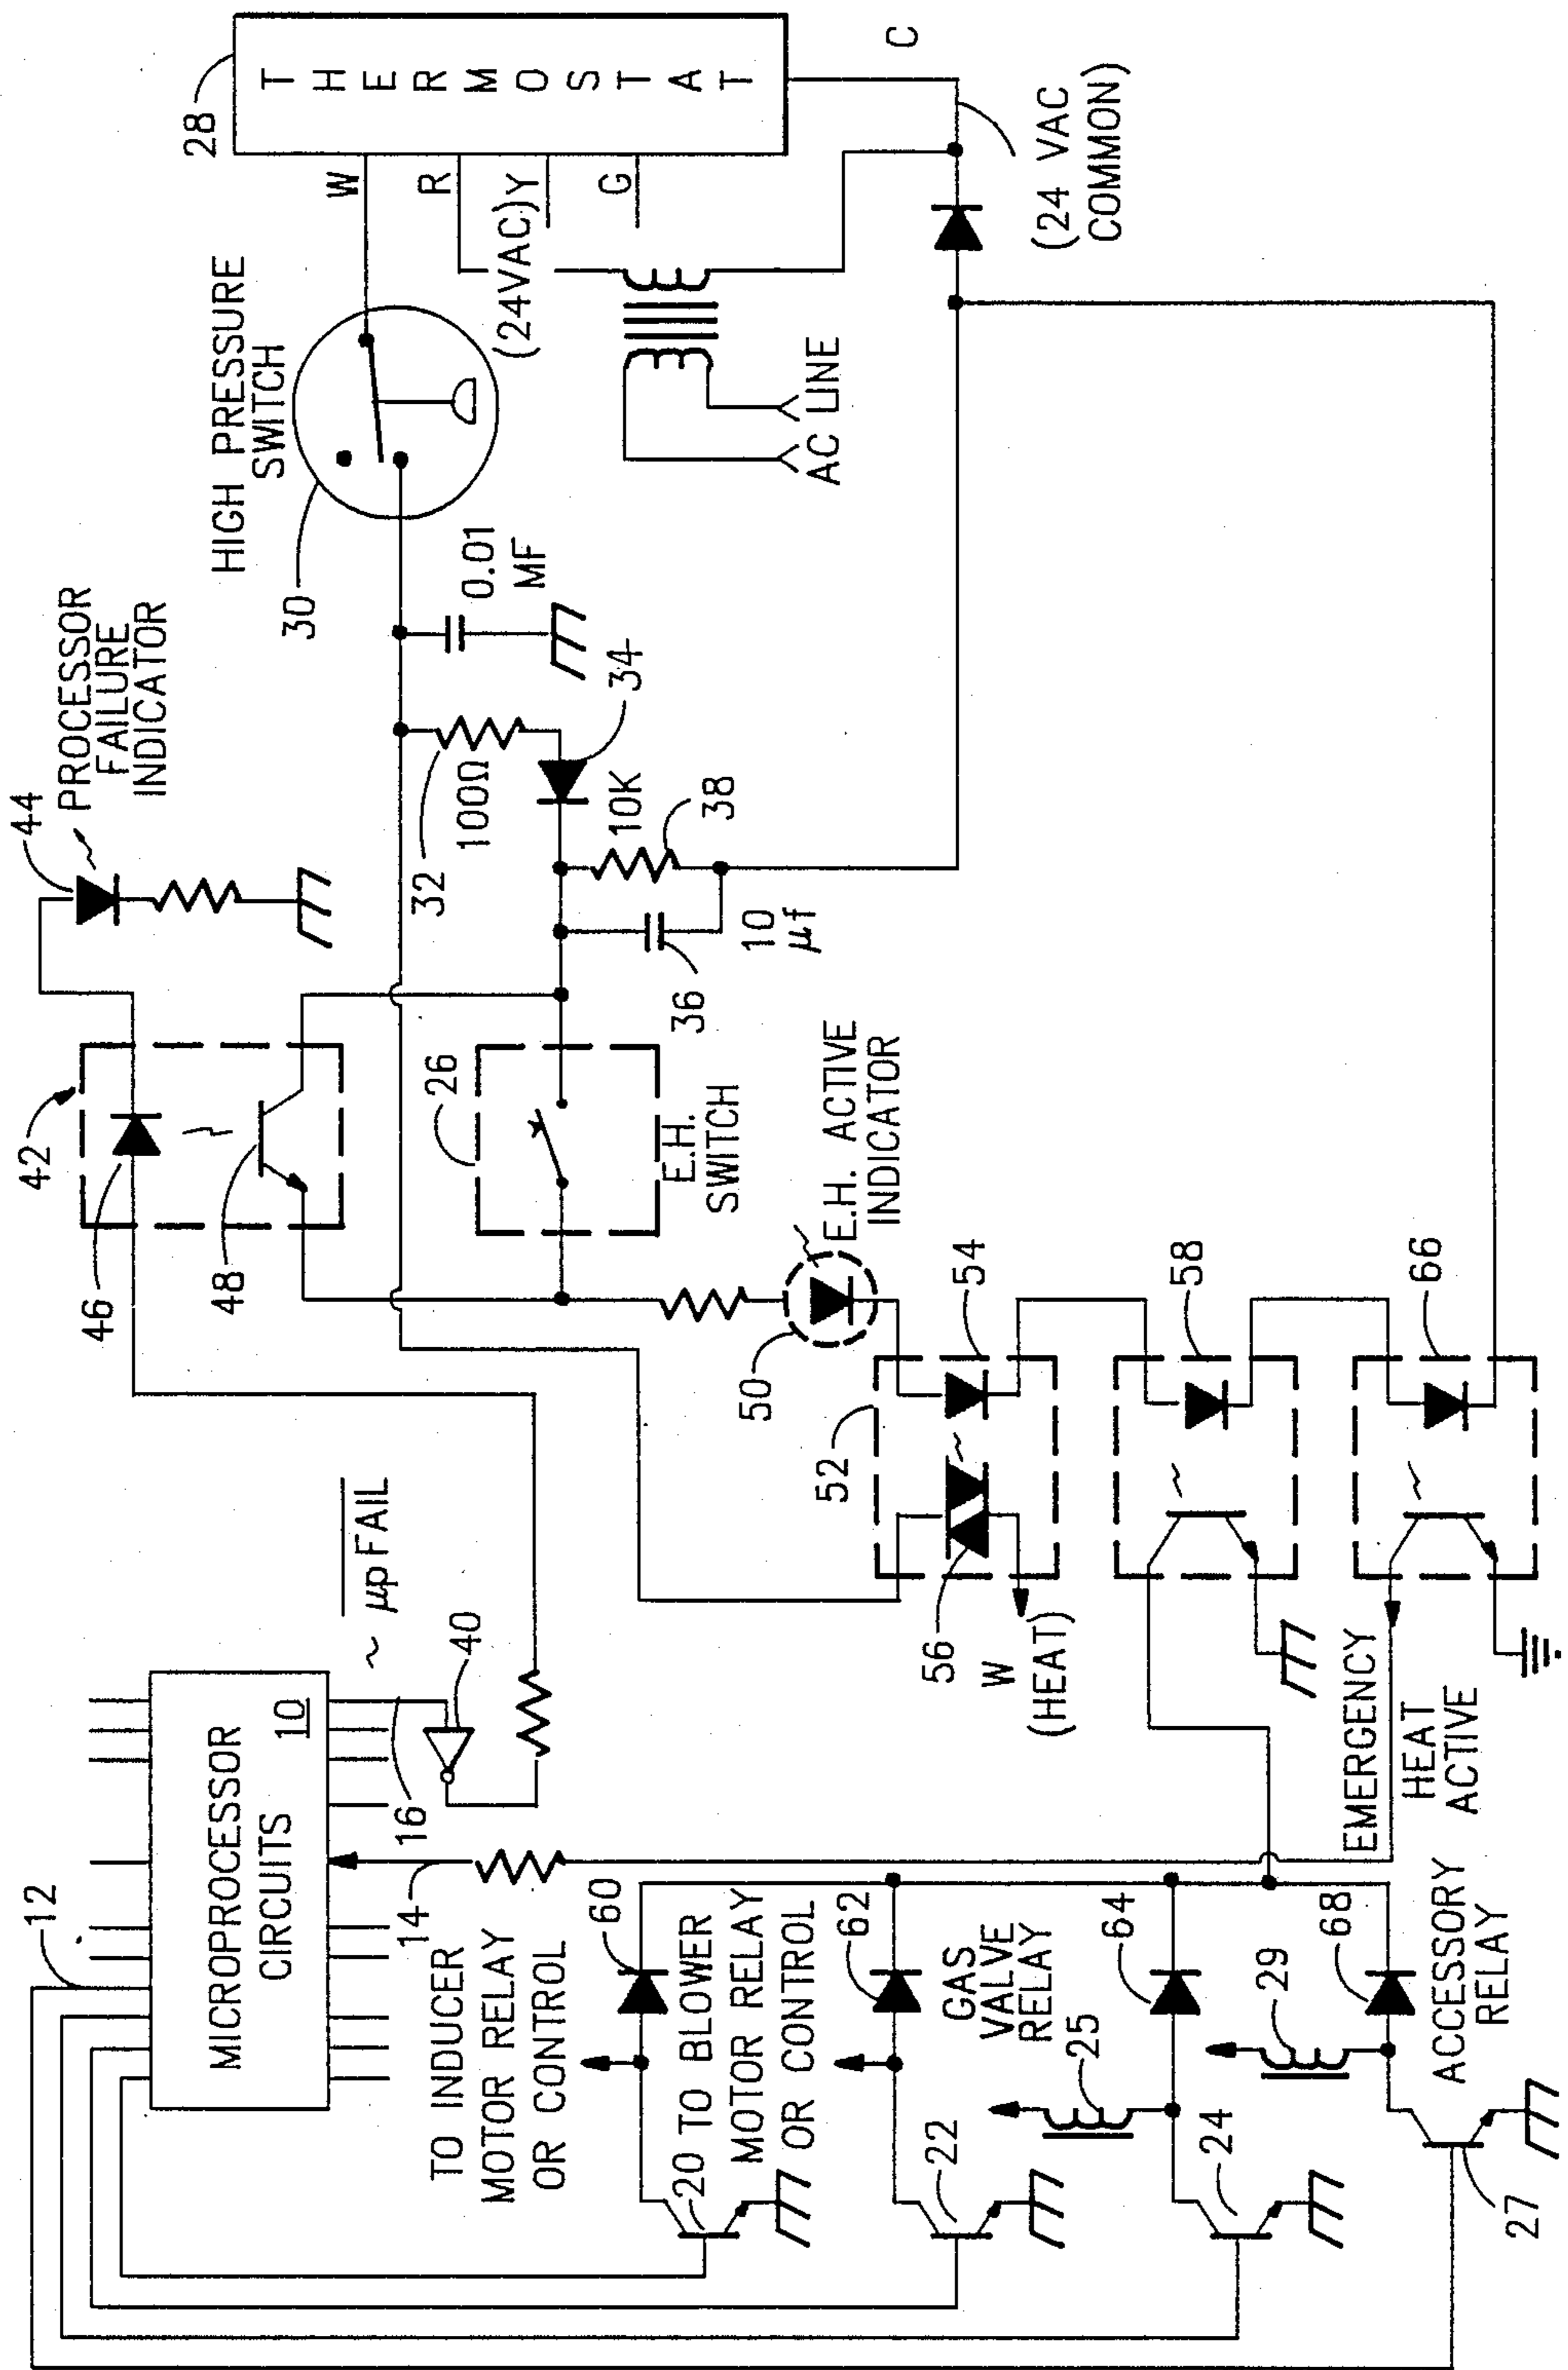 12
MICROPROCESSOR
CIRCUITS
10
μp FAIL
16
14
40
TO INDUCER
MOTOR RELAY
OR CONTROL
60
20
TO BLOWER
MOTOR RELAY
OR CONTROL
62
22
GAS
VALVE
RELAY
25
64
24
29
68
ACCESSORY
RELAY
27
EMERGENCY
HEAT
ACTIVE
42
46
48
44
PROCESSOR
FAILURE
INDICATOR
26
E.H.
SWITCH
50
E.H. ACTIVE
INDICATOR
52
54
56
W
(HEAT)
58
66
HIGH PRESSURE
SWITCH
30
0.01
MF
32
100Ω
34
10K
38
36
10
μf
28
THERMOSTAT
W
R
(24VAC)
Y
G
C
AC LINE
(24 VAC
COMMON)